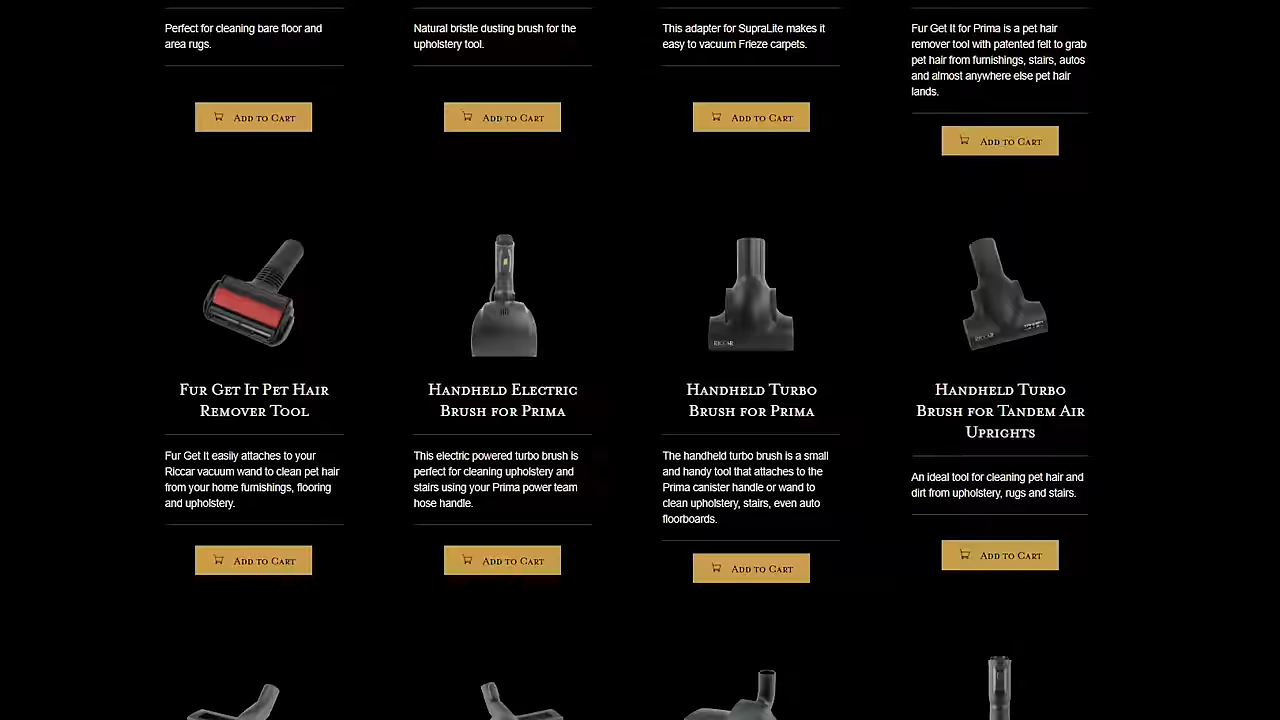 Perfect for cleaning bare floor and
area rugs.
Add to Cart
Natural bristle dusting brush for the
upholstery tool.
Add to Cart
This adapter for SupraLite makes it
easy to vacuum Frieze carpets.
Add to Cart
Fur Get It for Prima is a pet hair
remover tool with patented felt to grab
pet hair from furnishings, stairs, autos
and almost anywhere else pet hair
lands.
Add to Cart
Fur Get It Pet Hair
Remover Tool
Fur Get It easily attaches to your
Riccar vacuum wand to clean pet hair
from your home furnishings, flooring
and upholstery.
Add to Cart
Handheld Electric
Brush for Prima
This electric powered turbo brush is
perfect for cleaning upholstery and
stairs using your Prima power team
hose handle.
Add to Cart
RICCAR
Handheld Turbo
Brush for Prima
The handheld turbo brush is a small
and handy tool that attaches to the
Prima canister handle or wand to
clean upholstery, stairs, even auto
floorboards.
Add to Cart
RICCAR
Handheld Turbo
Brush for Tandem Air
Uprights
An ideal tool for cleaning pet hair and
dirt from upholstery, rugs and stairs.
Add to Cart